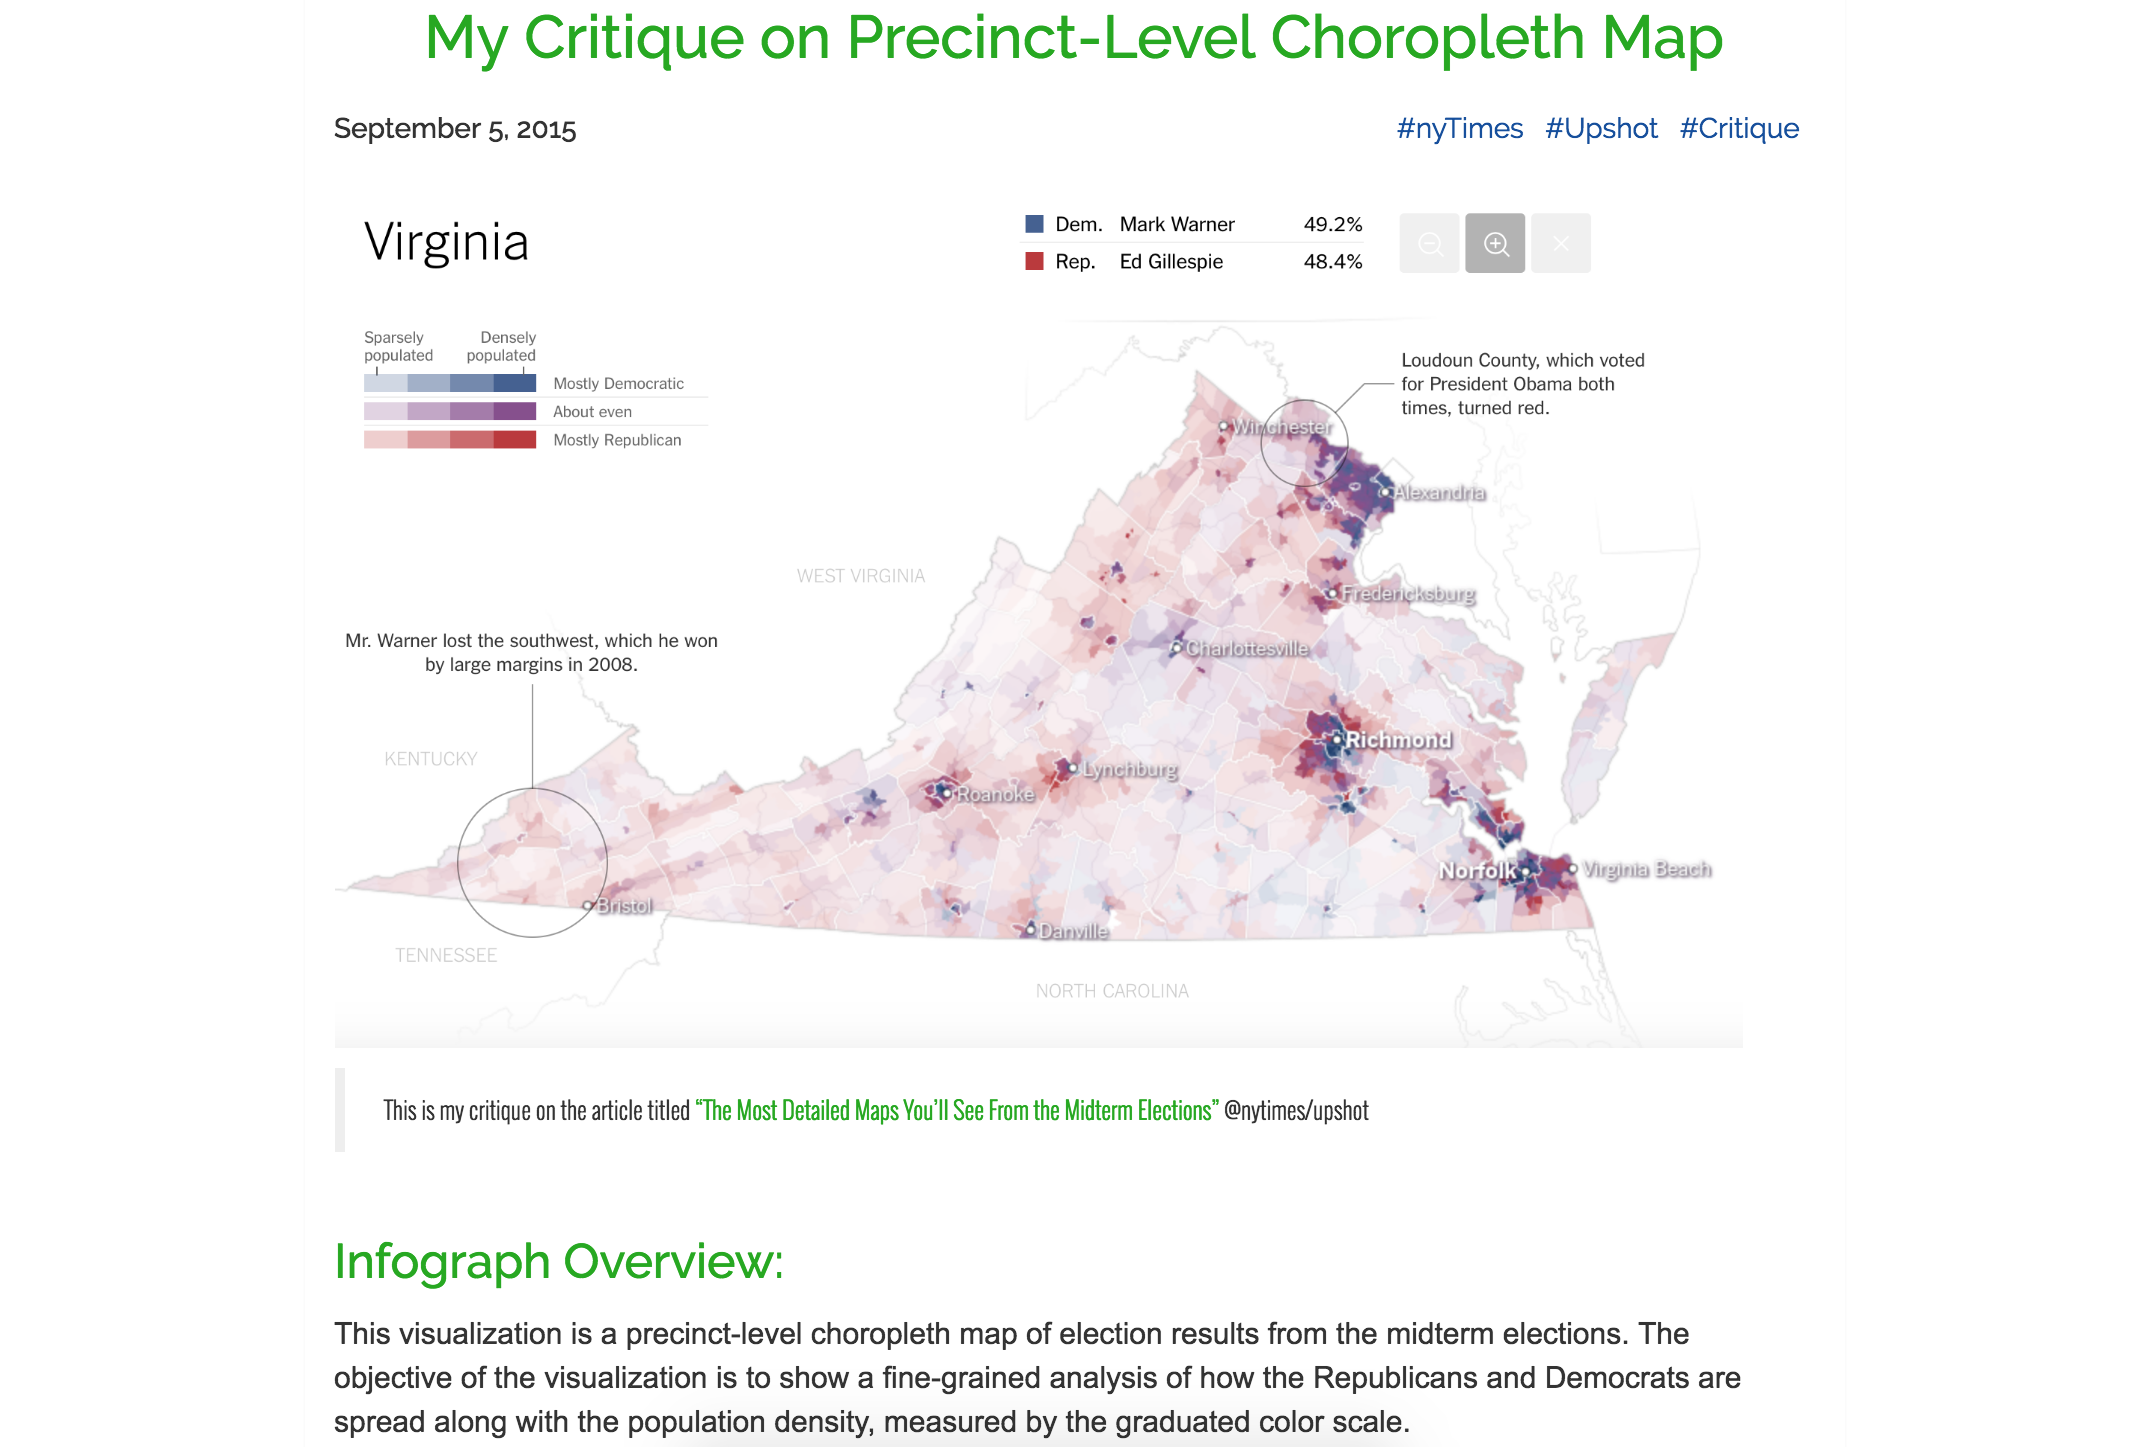 My Critique on Precinct-Level Choropleth Map
September 5, 2015
#nyTimes #Upshot #Critique
Virginia
Dem. Mark Warner 49.2%
Rep. Ed Gillespie 48.4%
Sparsely populated
Densely populated
Mostly Democratic
About even
Mostly Republican
Loudoun County, which voted
for President Obama both
times, turned red.
Winchester
Alexandria
WEST VIRGINIA
Fredericksburg
Mr. Warner lost the southwest, which he won
by large margins in 2008.
Charlottesville
KENTUCKY
Richmond
Lynchburg
Roanoke
Norfolk
Virginia Beach
Bristol
Danville
TENNESSEE
NORTH CAROLINA
This is my critique on the article titled “The Most Detailed Maps You’ll See From the Midterm Elections” @nytimes/upshot
Infograph Overview:
This visualization is a precinct-level choropleth map of election results from the midterm elections. The
objective of the visualization is to show a fine-grained analysis of how the Republicans and Democrats are
spread along with the population density, measured by the graduated color scale.